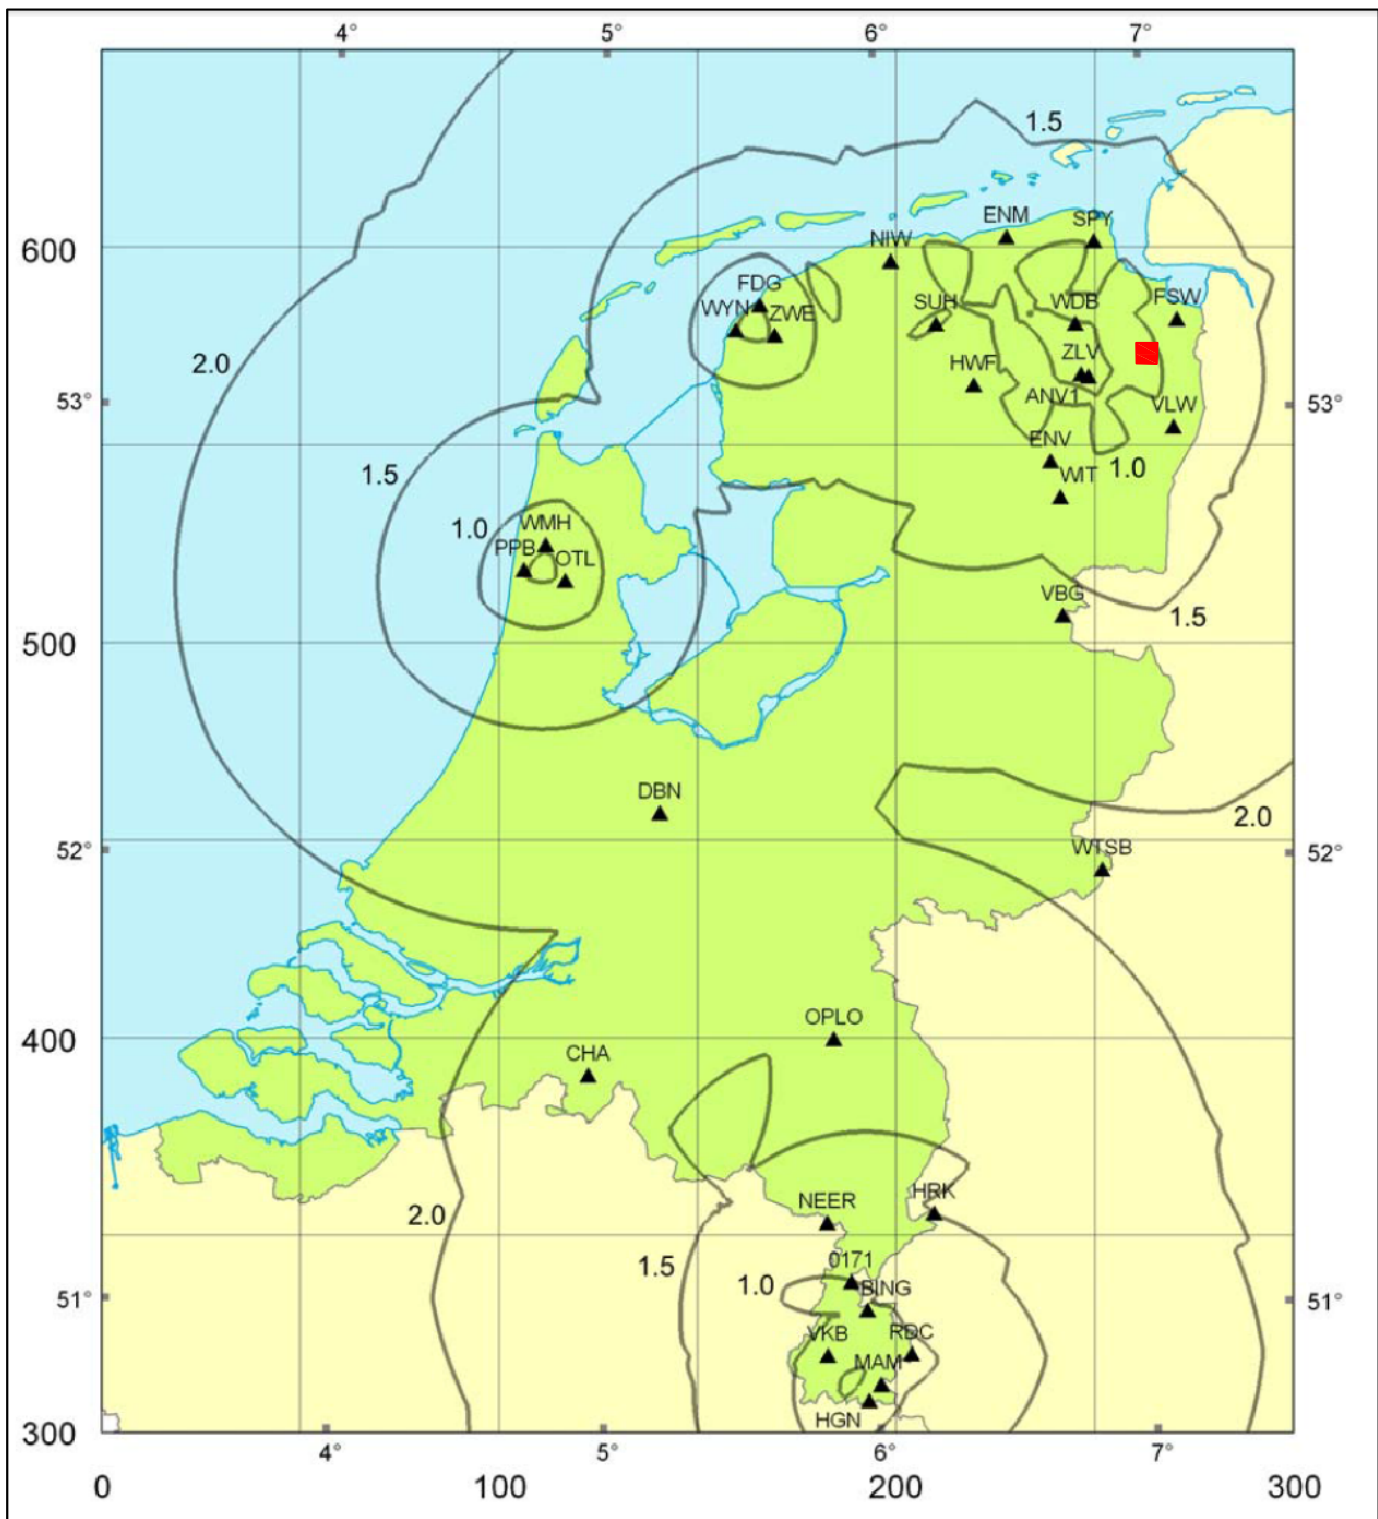 4° 5° 6° 7°
1.5
ENM SPY
600 NIW
FDG SUH WDB FSW
WYN ZWE
2.0 HWF ZLV
53° ANV1 VLW 53°
1.5 ENV 1.0
WIT
1.0 WMH
PPB OTL
VBG
500 1.5
DBN
2.0
52° WTSB 52°
OPLO
400 CHA
2.0 NEER HRK
1.5 0171
51° 1.0 BING 51°
VKB RDC
MAM
HGN
300
4° 5° 6° 7°
0 100 200 300